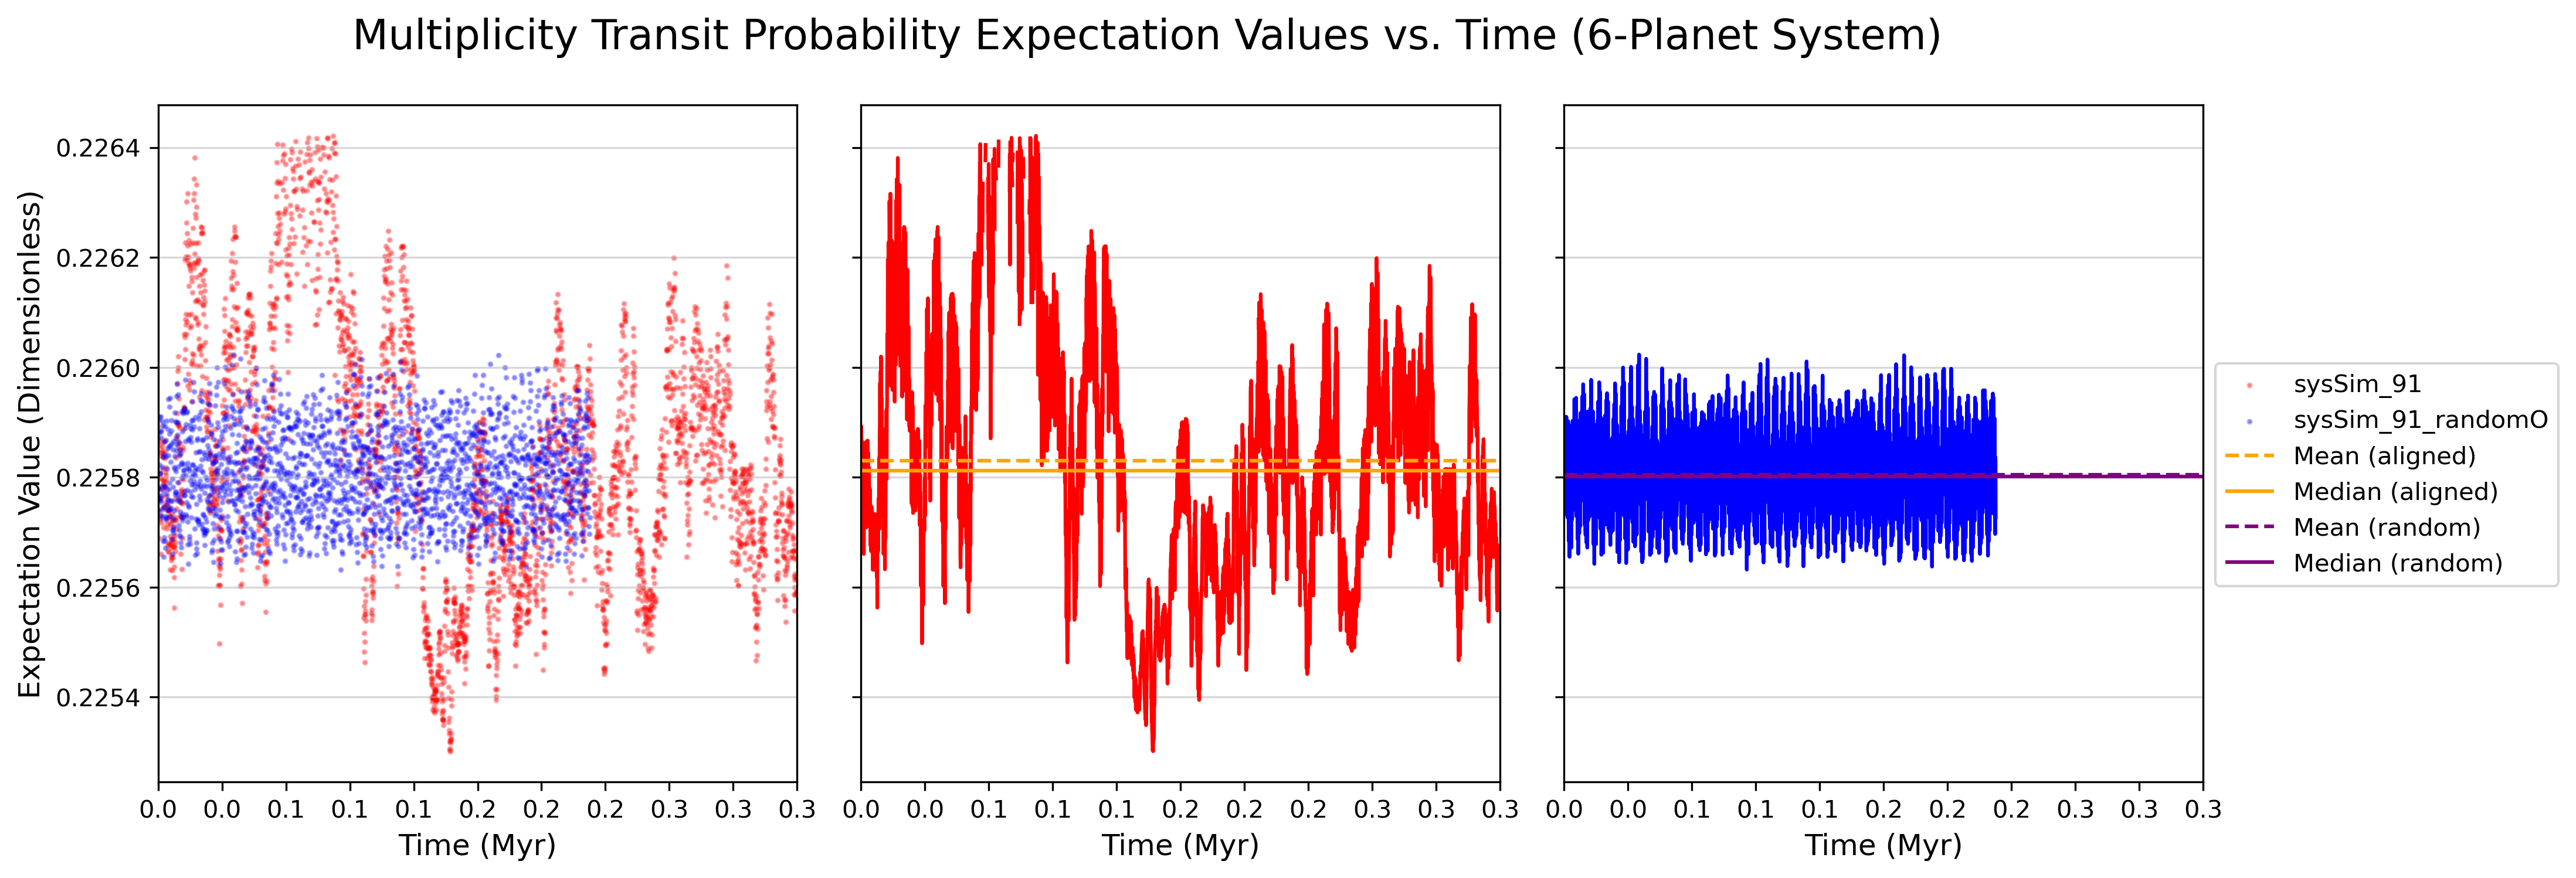 Multiplicity Transit Probability Expectation Values vs. Time (6-Planet System)
Expectation Value (Dimensionless)
0.2264
0.2262
0.2260
0.2258
0.2256
0.2254
0.0 0.0 0.1 0.1 0.1 0.2 0.2 0.2 0.3 0.3 0.3
Time (Myr)
0.0 0.0 0.1 0.1 0.1 0.2 0.2 0.2 0.3 0.3 0.3
Time (Myr)
0.0 0.0 0.1 0.1 0.1 0.2 0.2 0.2 0.3 0.3 0.3
Time (Myr)
sysSim_91
sysSim_91_randomO
Mean (aligned)
Median (aligned)
Mean (random)
Median (random)